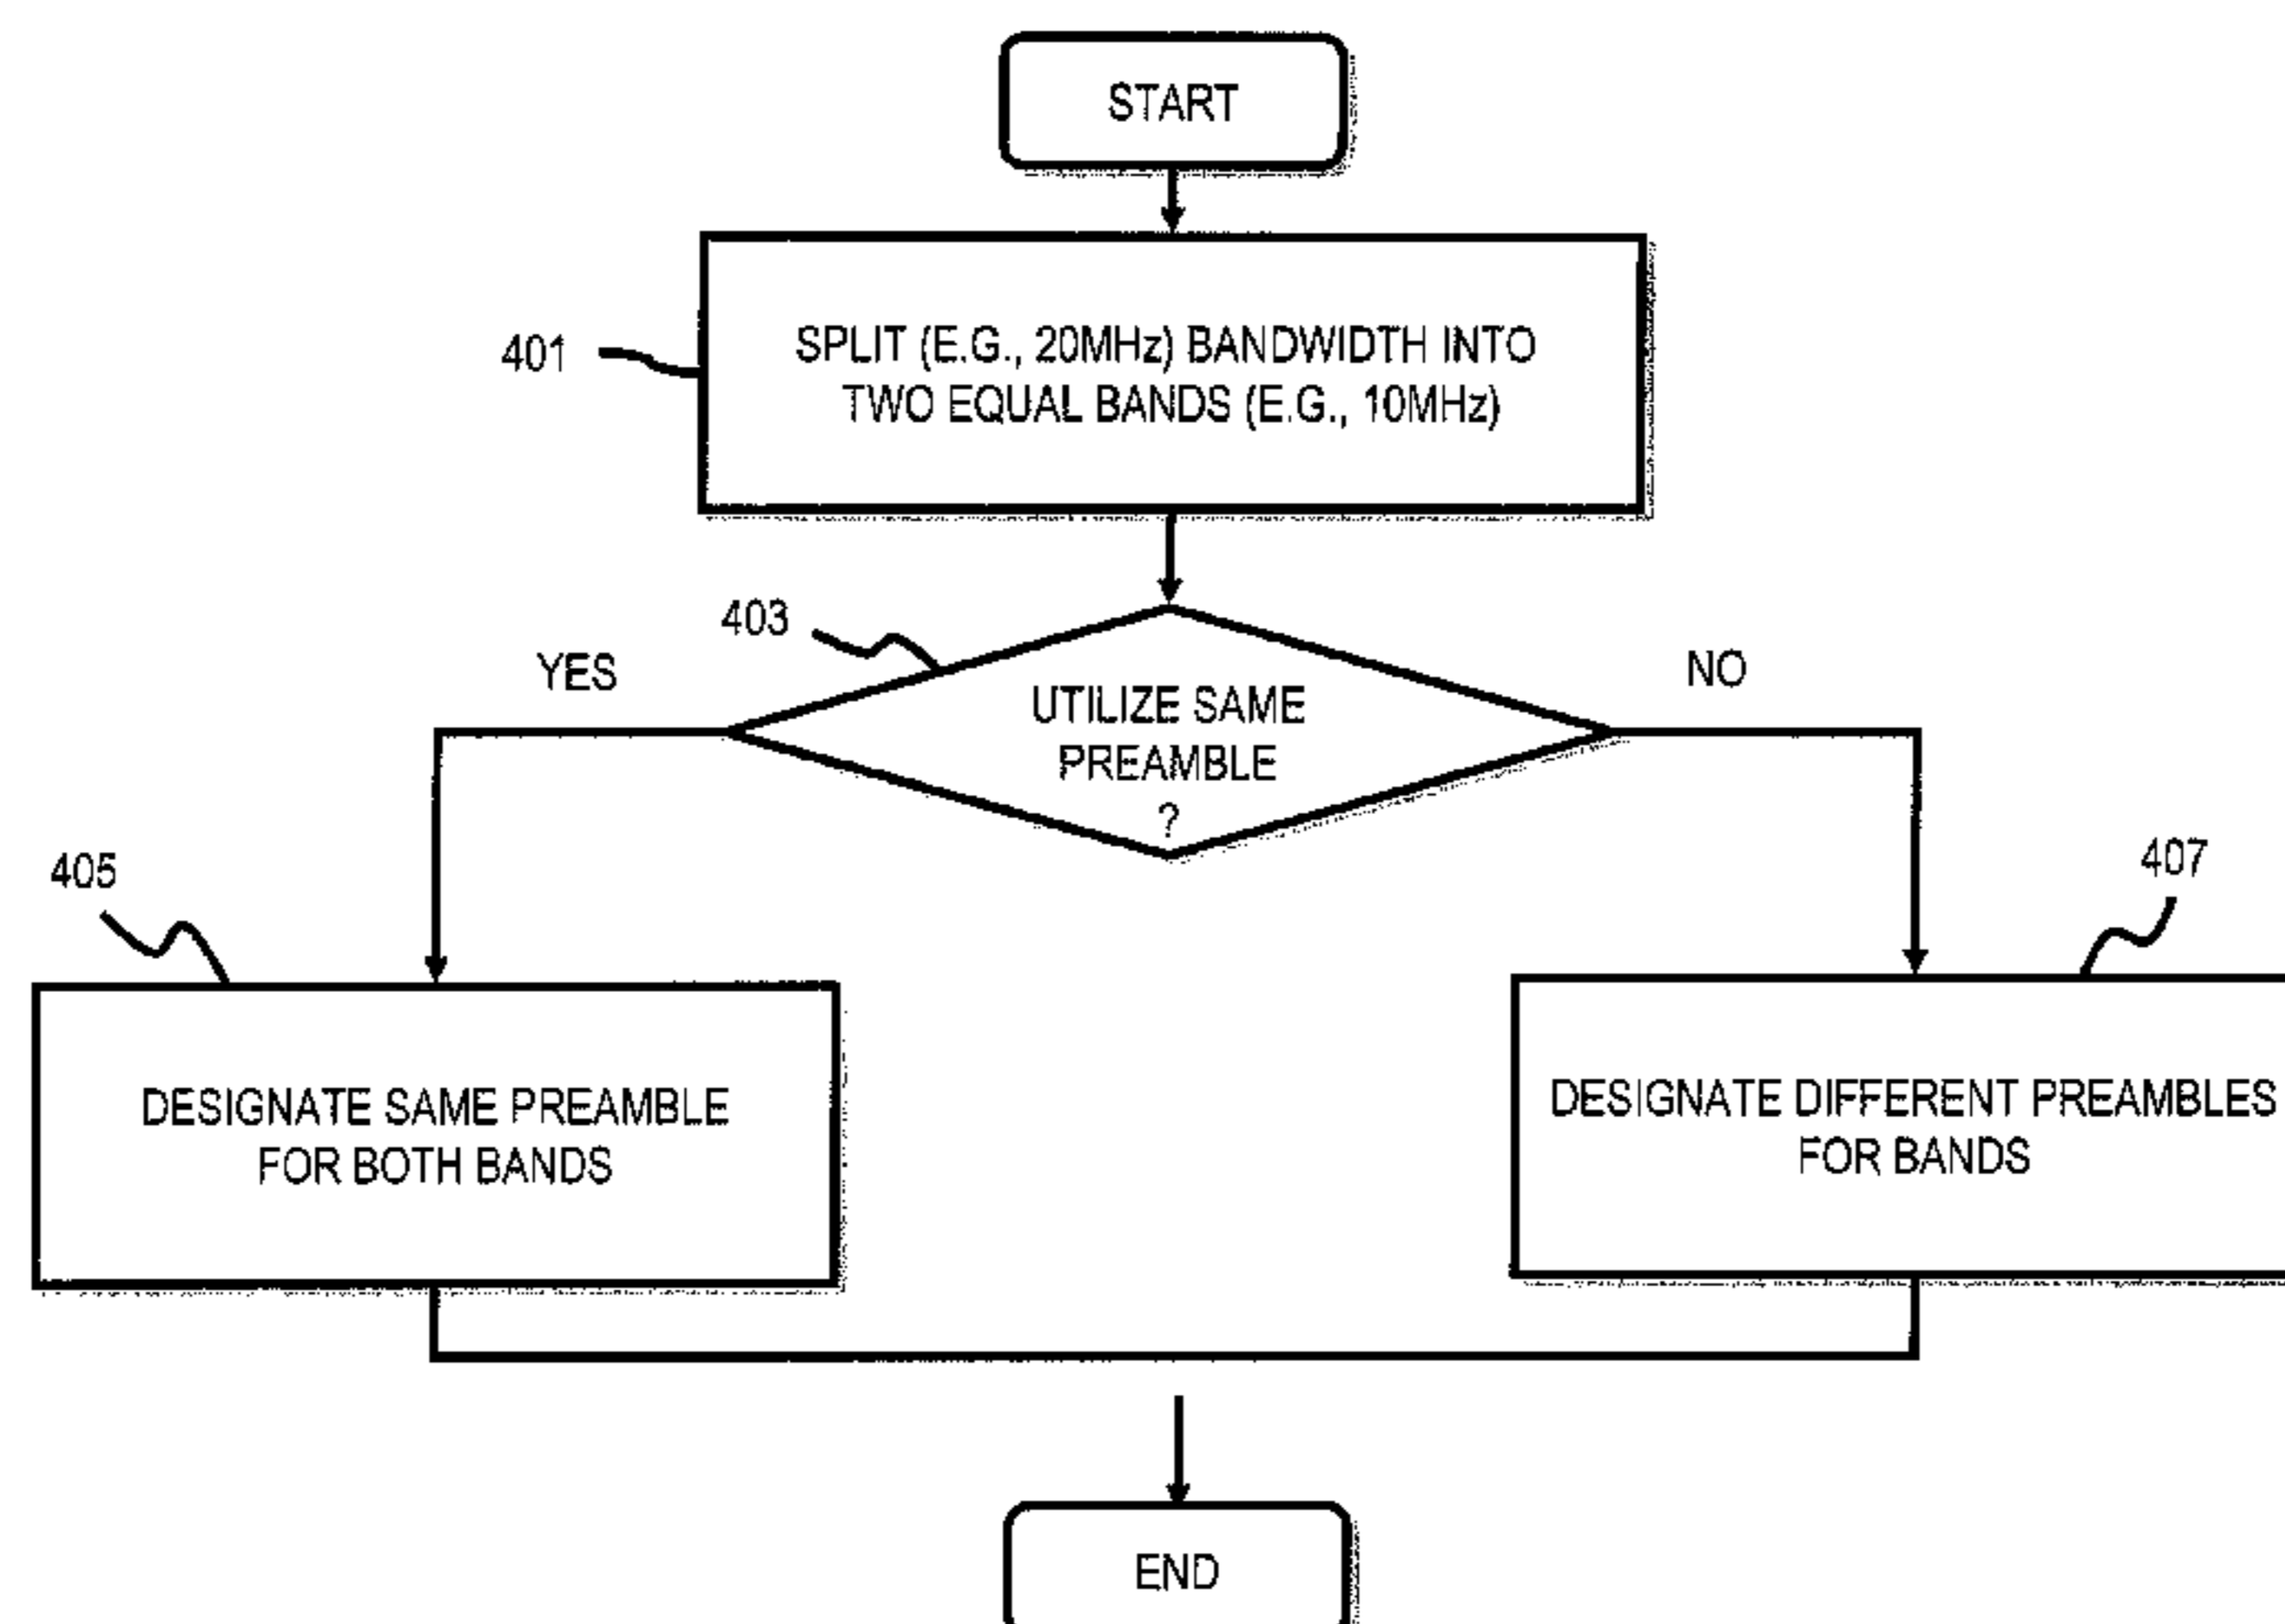 START
401
SPLIT (E.G., 20MHz) BANDWIDTH INTO
TWO EQUAL BANDS (E.G., 10MHz)
403
YES
NO
UTILIZE SAME
PREAMBLE
?
405
407
DESIGNATE SAME PREAMBLE
FOR BOTH BANDS
DESIGNATE DIFFERENT PREAMBLES
FOR BANDS
END